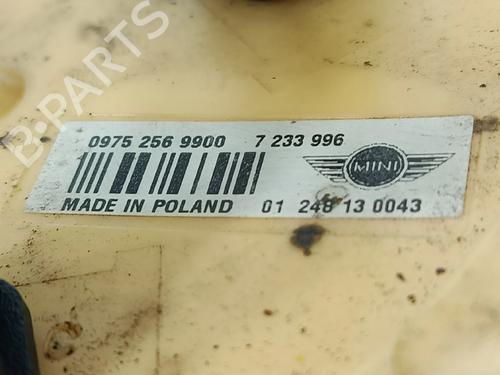 B-PARTS
0975 256 9900 7 233 996
MINI
MADE IN POLAND 01 248 13 0043